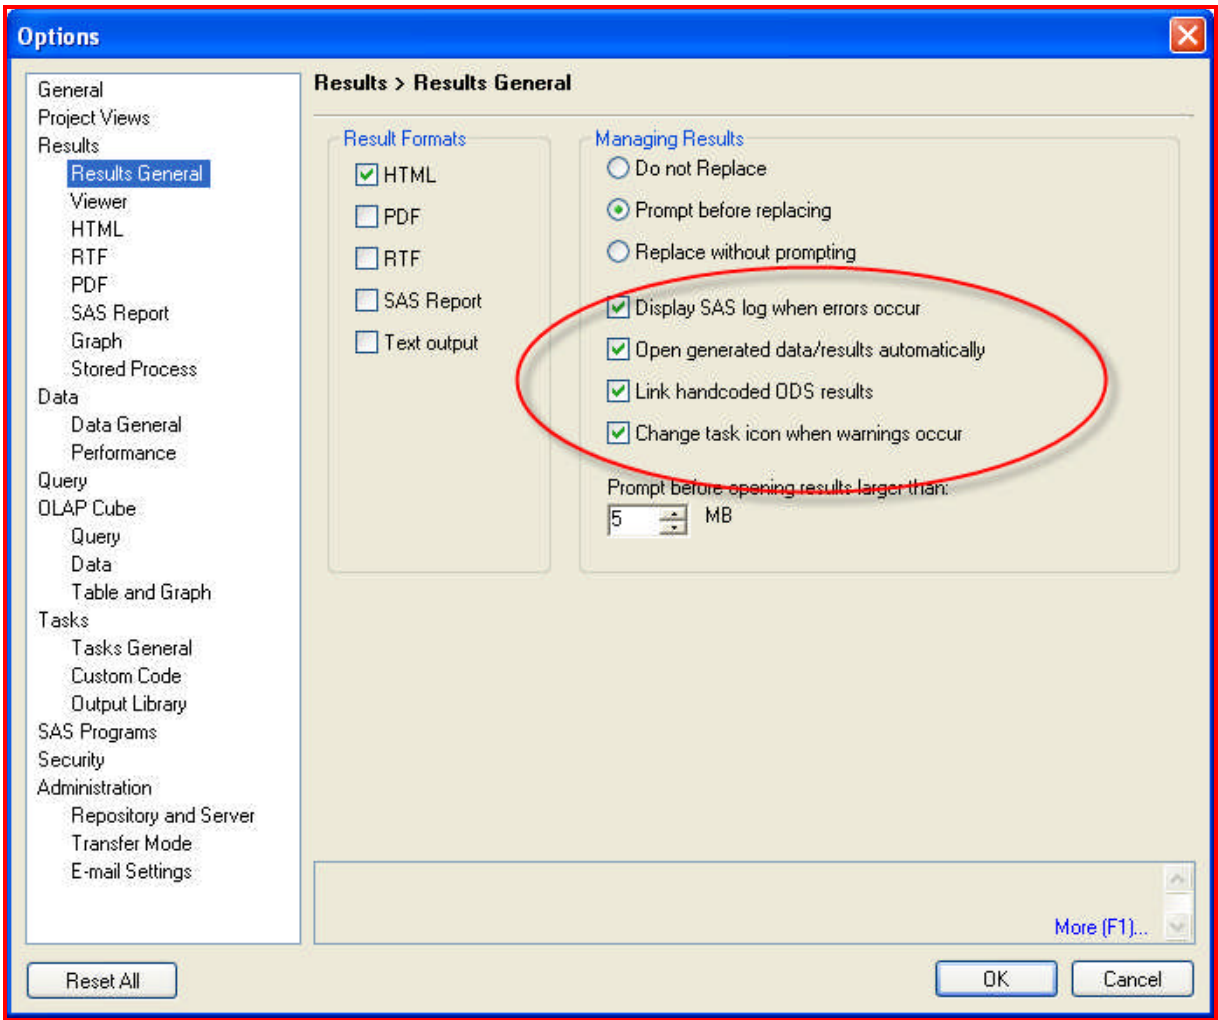 Options
General
Project Views
Results
Results General
Viewer
HTML
RTF
PDF
SAS Report
Graph
Stored Process
Data
Data General
Performance
Query
OLAP Cube
Query
Data
Table and Graph
Tasks
Tasks General
Custom Code
Output Library
SAS Programs
Security
Administration
Repository and Server
Transfer Mode
E-mail Settings
Results > Results General
Result Formats
HTML
PDF
RTF
SAS Report
Text output
Managing Results
Do not Replace
Prompt before replacing
Replace without prompting
Display SAS log when errors occur
Open generated data/results automatically
Link handcoded ODS results
Change task icon when warnings occur
Prompt before opening results larger than:
5 MB
More (F1)...
Reset All
OK
Cancel